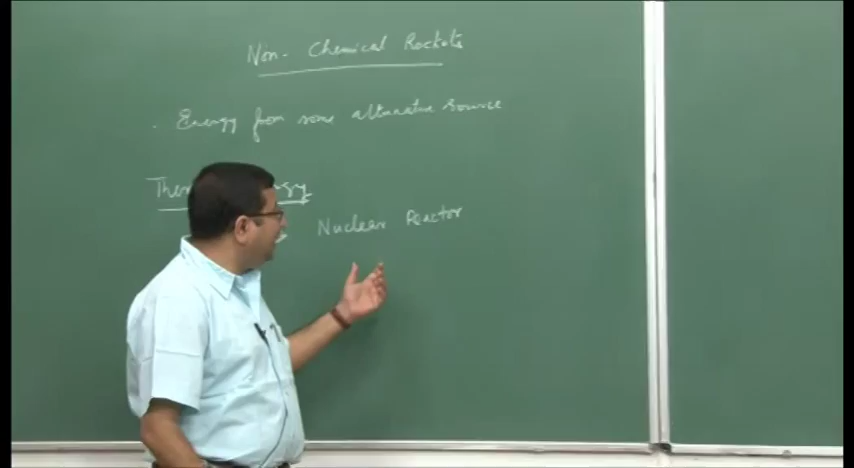 Non- Chemical Rockets
. Energy from some alternative source
Nuclear Reactor